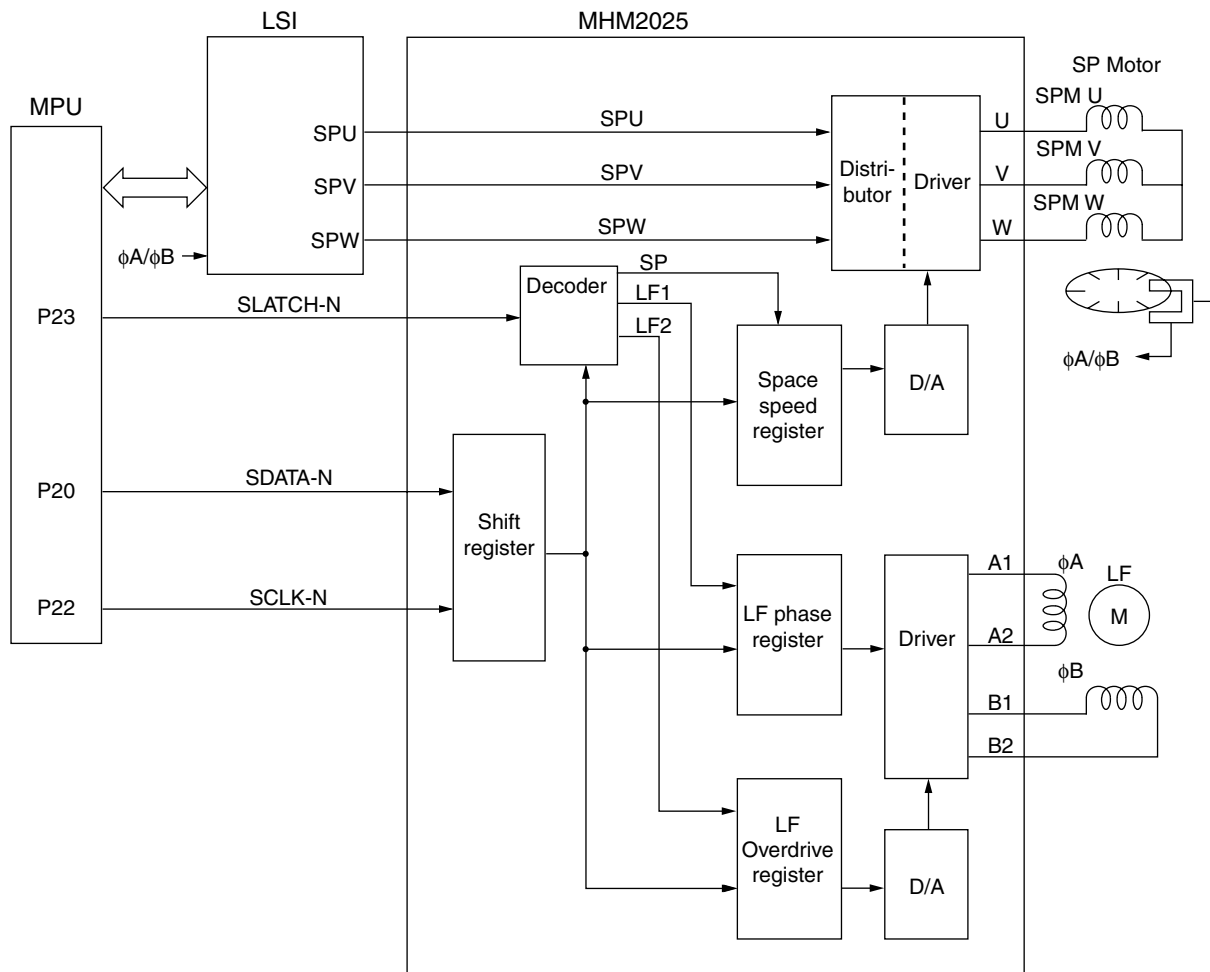 LSI
MHM2025
SP Motor
MPU
SPM U
SPU
SPU
U
SPM V
SPV
SPV
Distri-
butor
Driver
V
SPM W
SPW
SPW
W
ϕA/ϕB
SP
Decoder
LF1
P23
SLATCH-N
LF2
ϕA/ϕB
Space
speed
register
D/A
P20
SDATA-N
Shift
register
A1
ϕA
LF
P22
SCLK-N
LF phase
register
Driver
M
A2
ϕB
B1
B2
LF
Overdrive
register
D/A